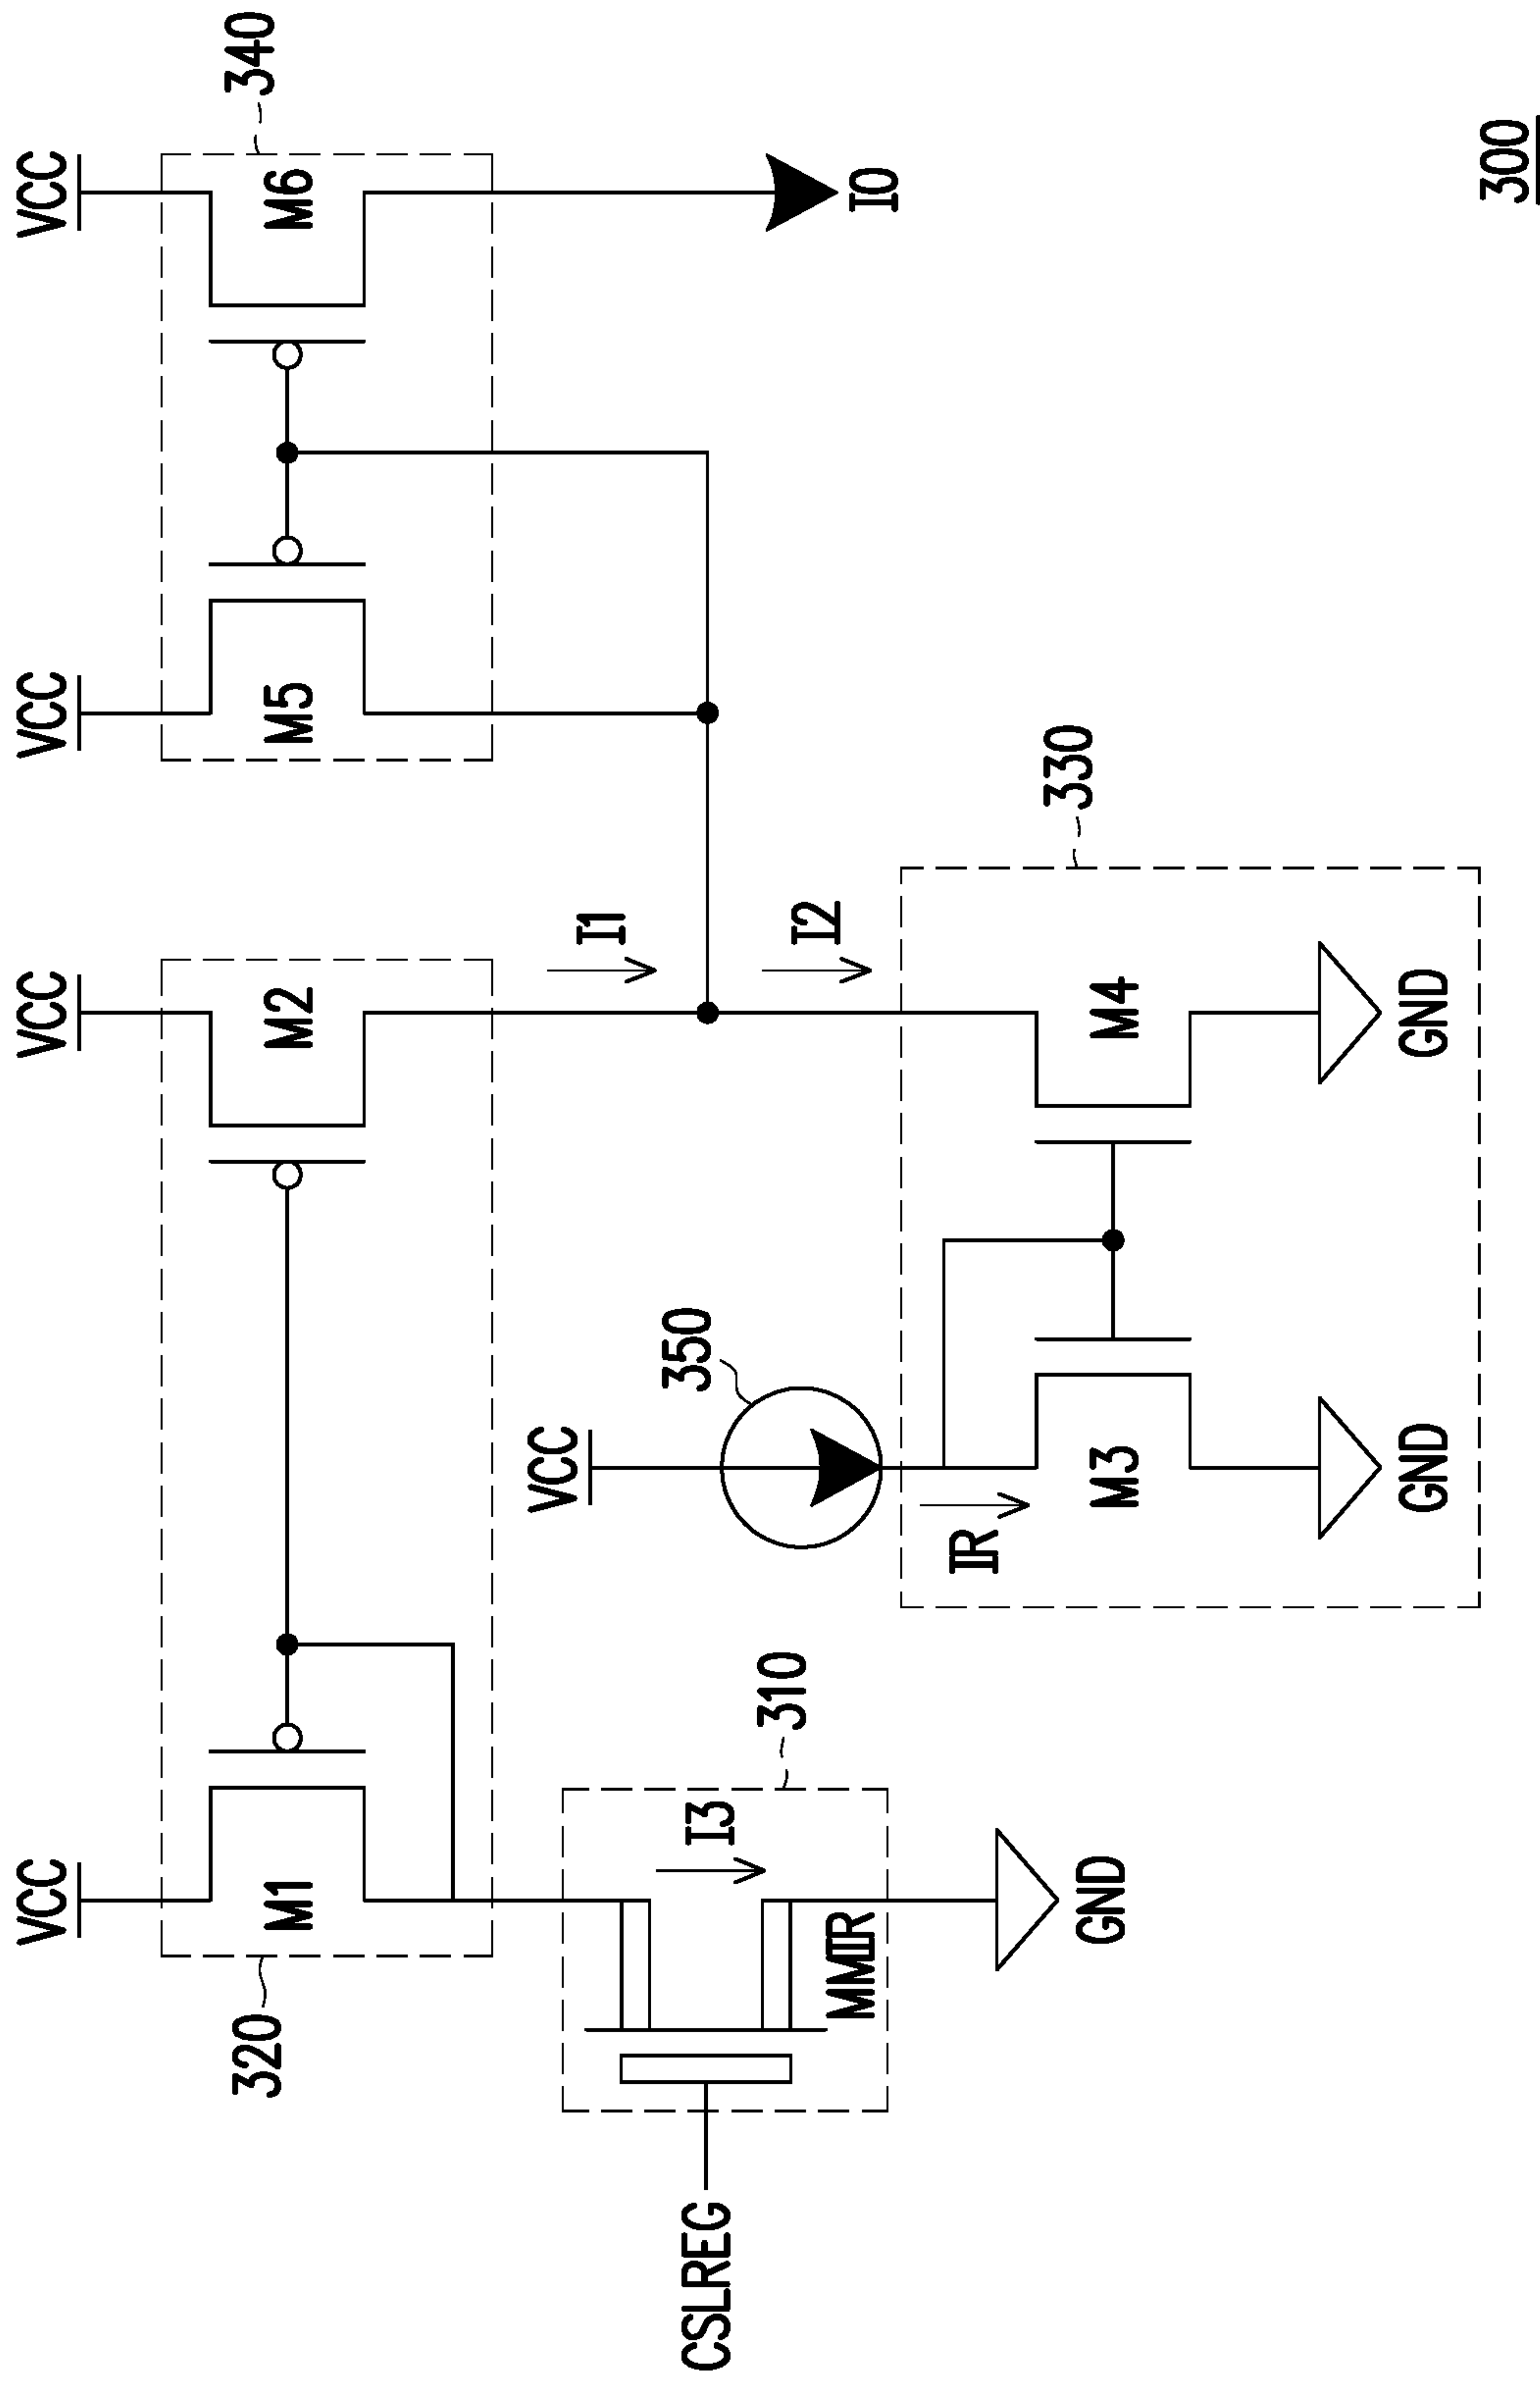 VCC
VCC
VCC
VCC
320
M1
M2
M5
M6
340
I1
VCC
350
CSLREG
I3
310
MMIR
I2
IO
IR
330
GND
M3
M4
GND
GND
300